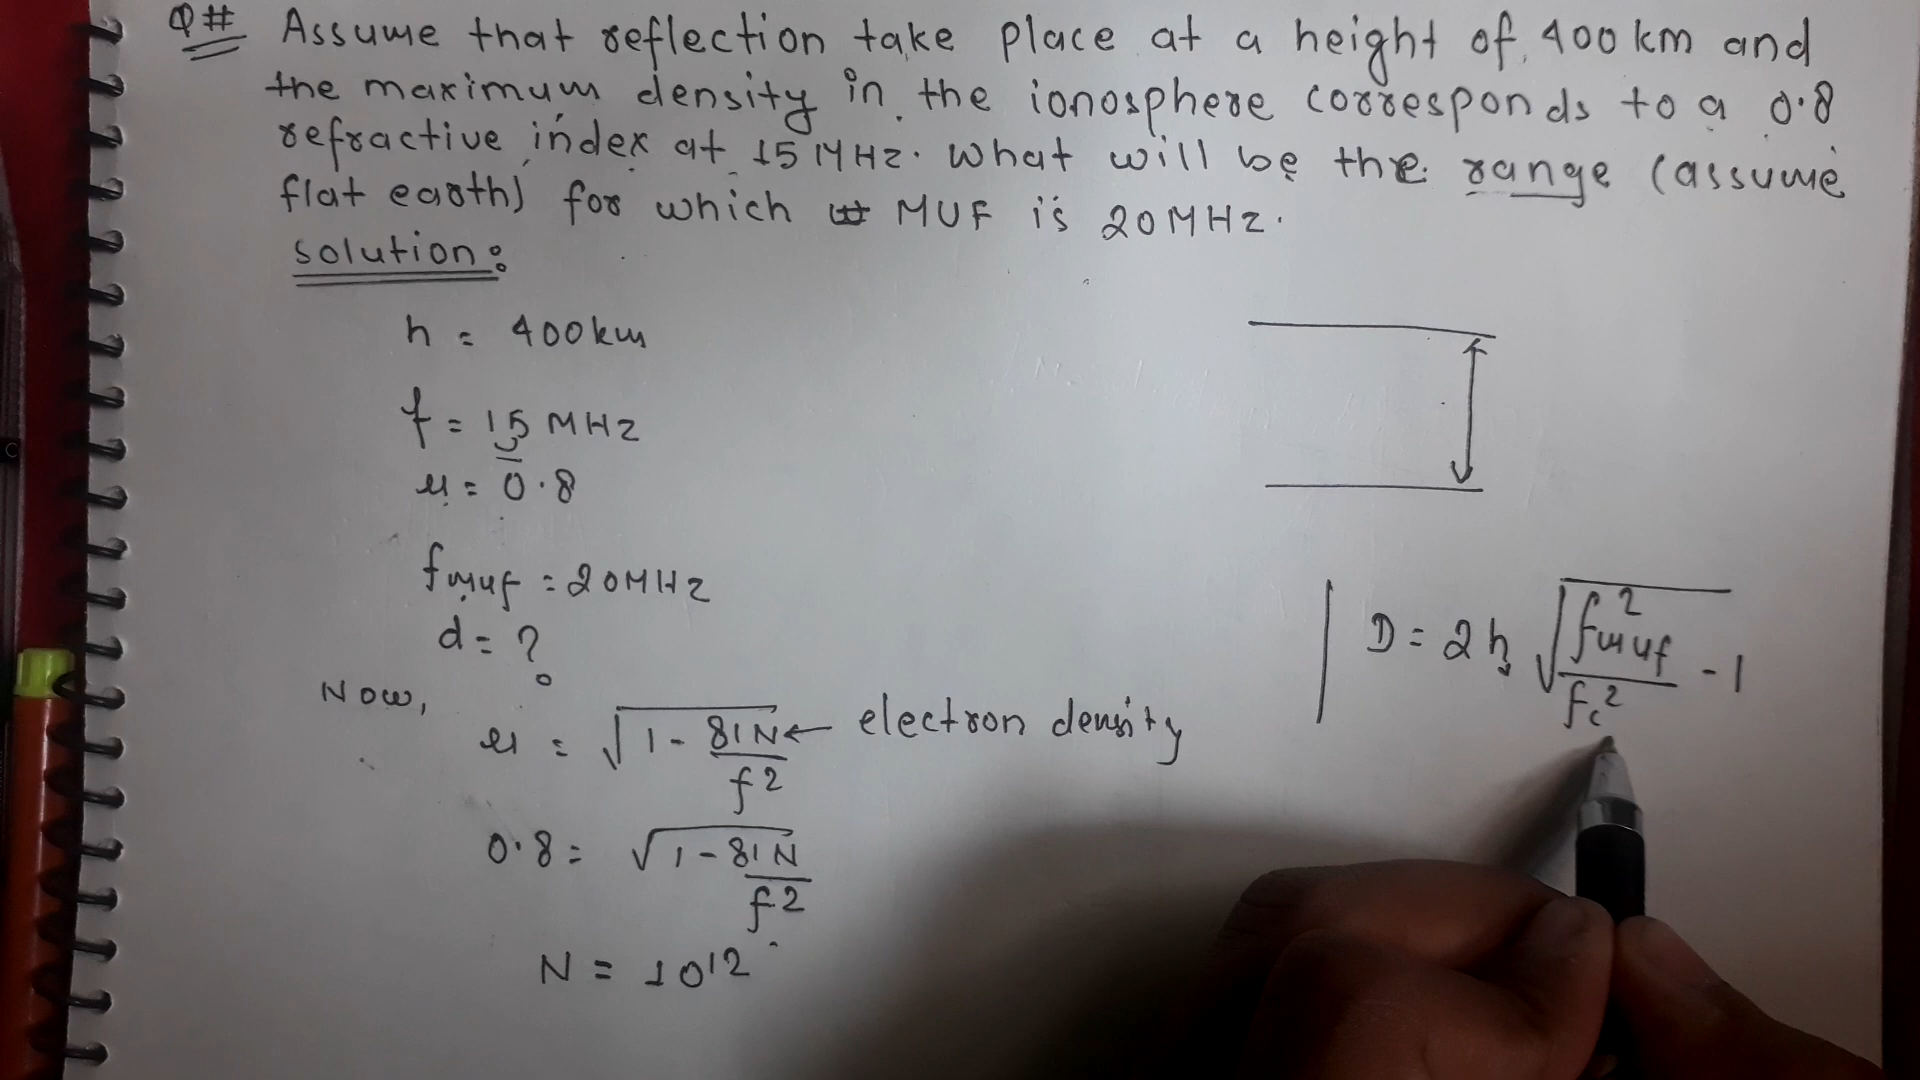 Q# Assume that reflection take place at a height of 400 km and
the maximum density in the ionosphere corresponds to a 0.8
refractive index at 15 MHz. What will be the range (assume
flat earth) for which MUF is 20 MHz.
solution:
h = 400 km
f = 15 MHz
μ = 0.8
fmuf = 20 MHz
d = ?
Now,
μ = √1 - 81N/f² ← electron density
0.8 = √1 - 81N/f²
N = 10¹²
D = 2h √f²muf/fc² - 1